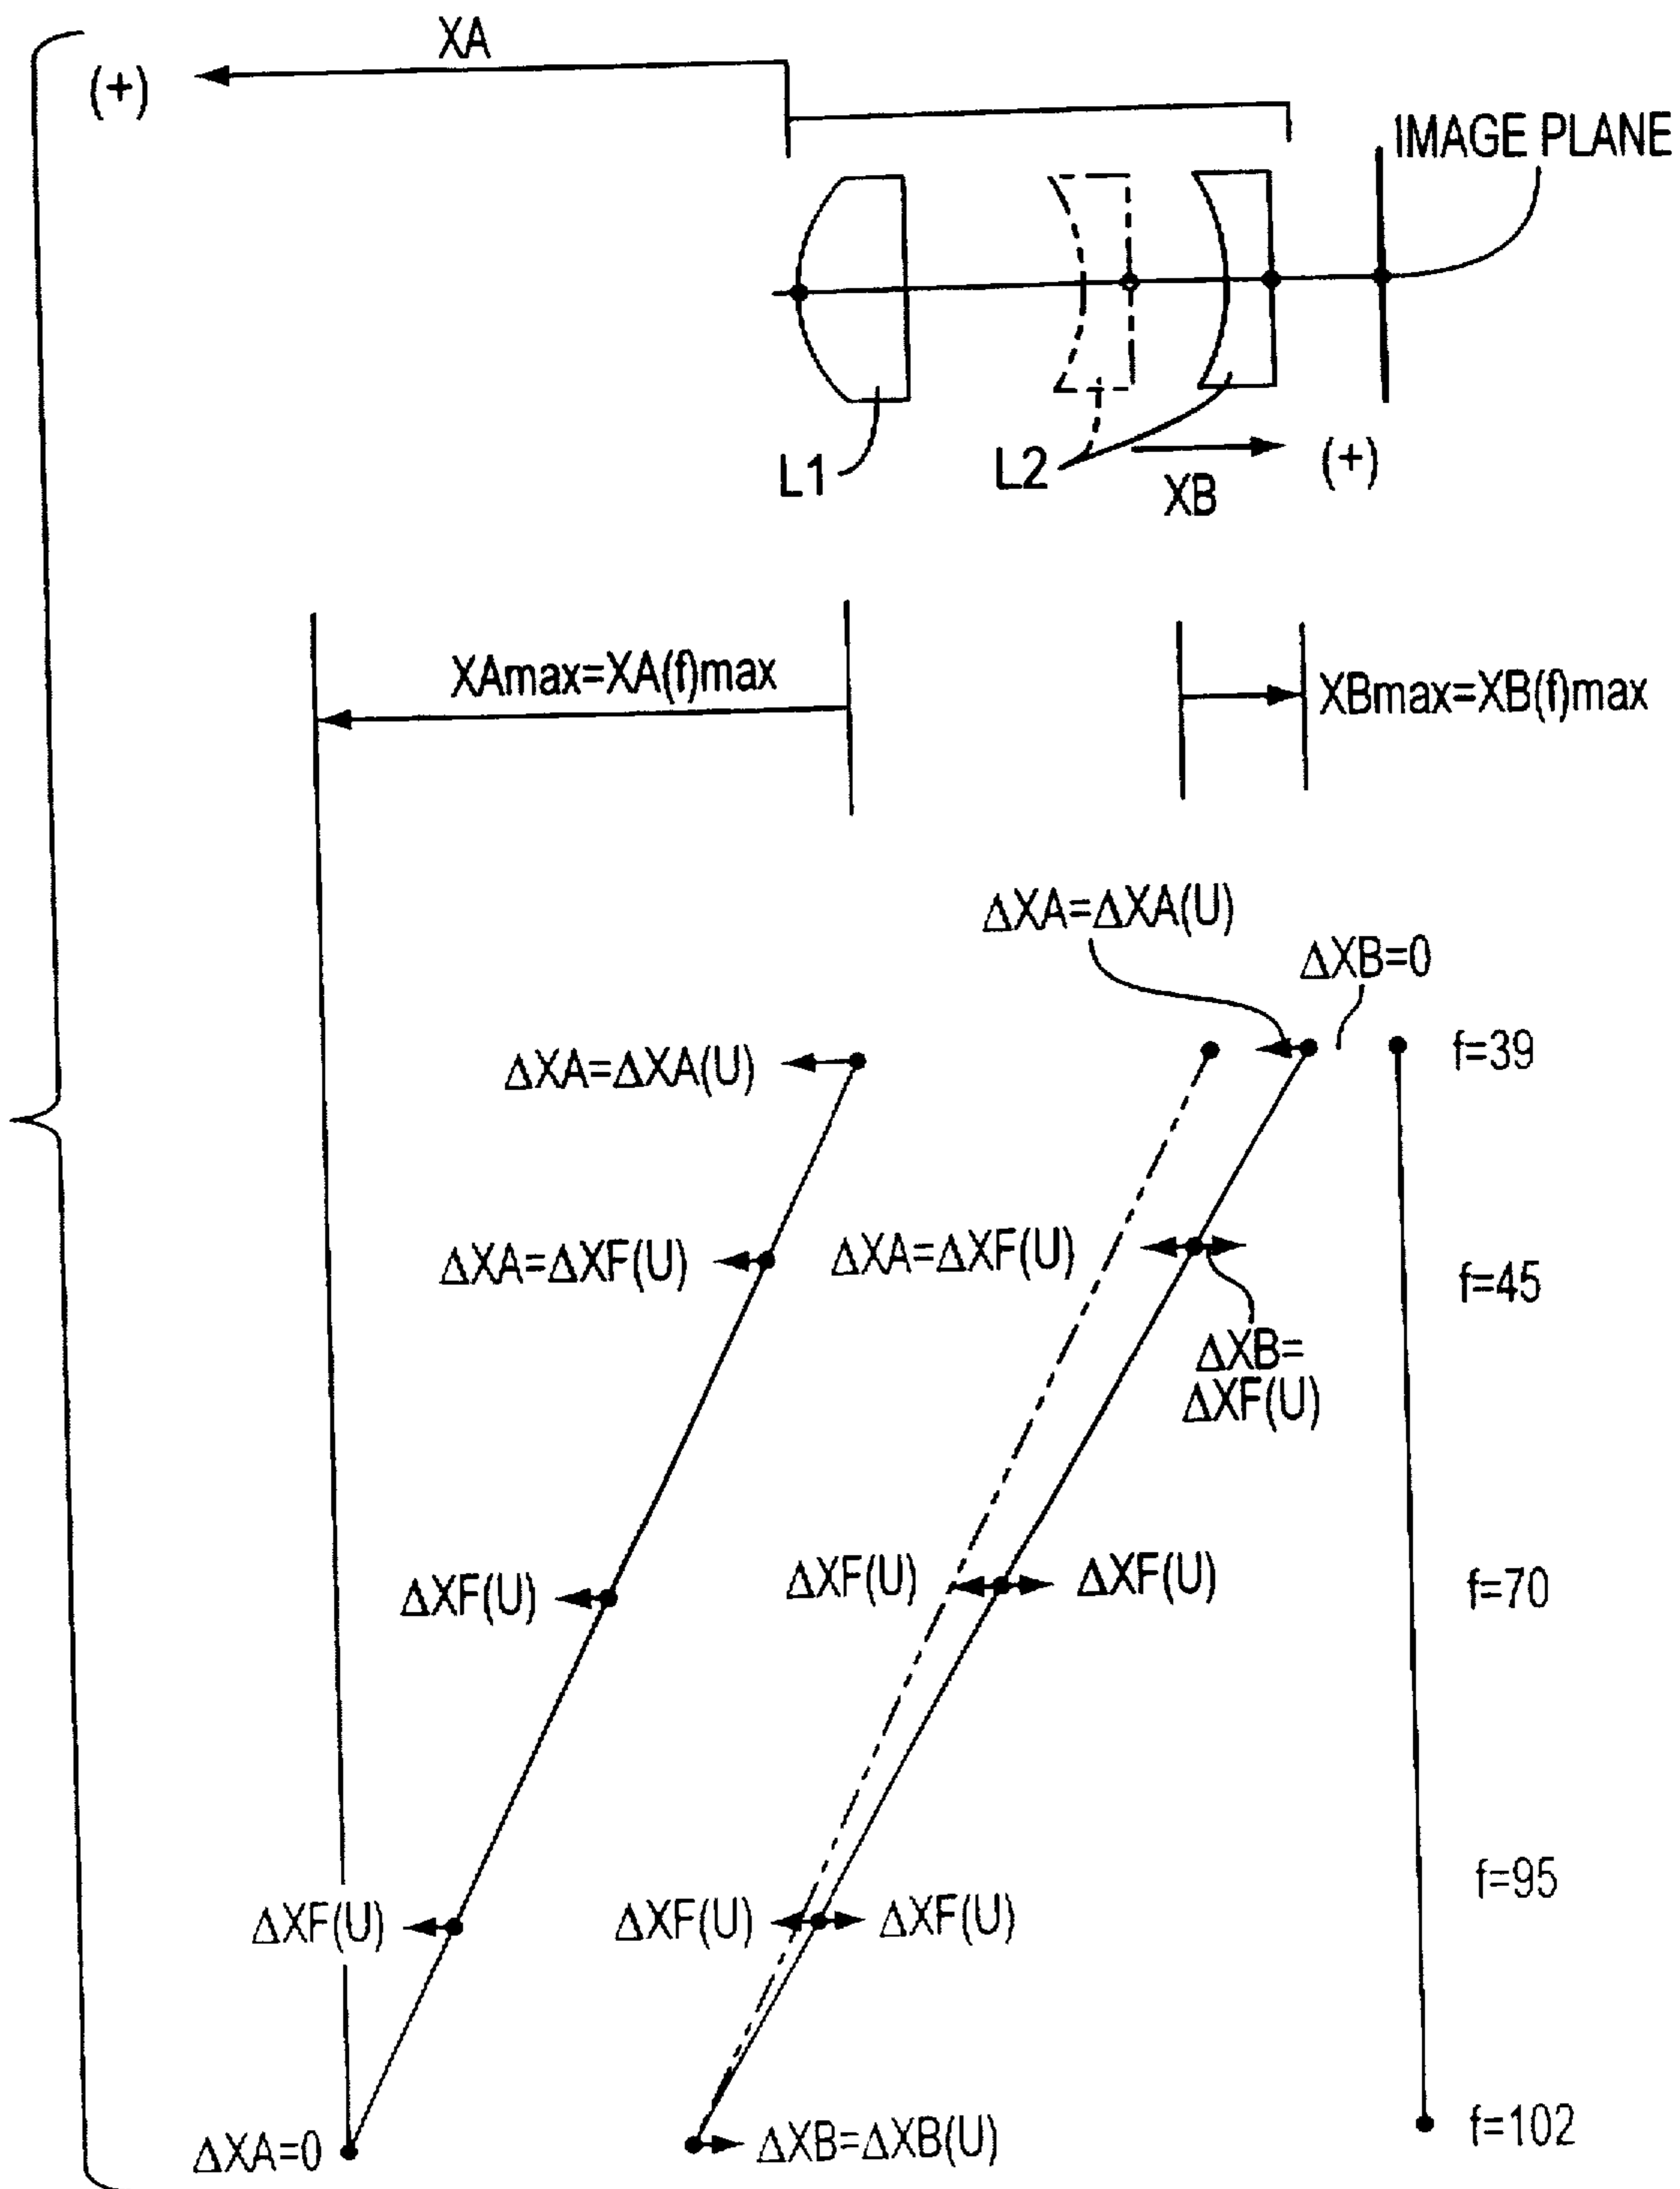 XA
(+)
IMAGE PLANE
L1
L2
XB
(+)
XAmax=XA(f)max
XBmax=XB(f)max
ΔXA=ΔXA(U)
ΔXB=0
ΔXA=ΔXA(U)
f=39
ΔXA=ΔXF(U)
ΔXA=ΔXF(U)
f=45
ΔXB=
ΔXF(U)
ΔXF(U)
ΔXF(U)
ΔXF(U)
f=70
ΔXF(U)
ΔXF(U)
ΔXF(U)
f=95
ΔXA=0
ΔXB=ΔXB(U)
f=102